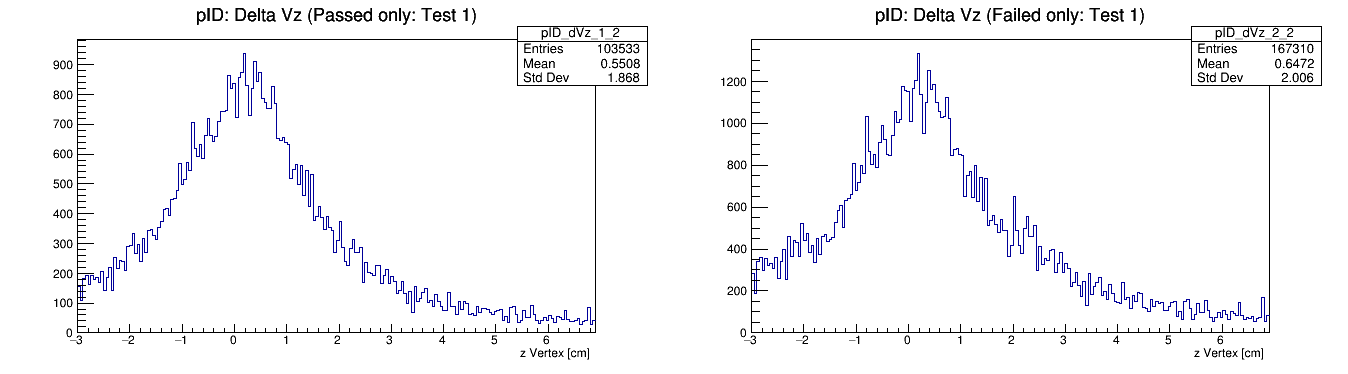 pID: Delta Vz (Passed only: Test 1)
pID_dVz_1_2
Entries 103533
Mean 0.5508
Std Dev 1.868
900
800
700
600
500
400
300
200
100
0
−3 −2 −1 0 1 2 3 4 5 6
z Vertex [cm]
pID: Delta Vz (Failed only: Test 1)
pID_dVz_2_2
Entries 167310
Mean 0.6472
Std Dev 2.006
1200
1000
800
600
400
200
0
−3 −2 −1 0 1 2 3 4 5 6
z Vertex [cm]